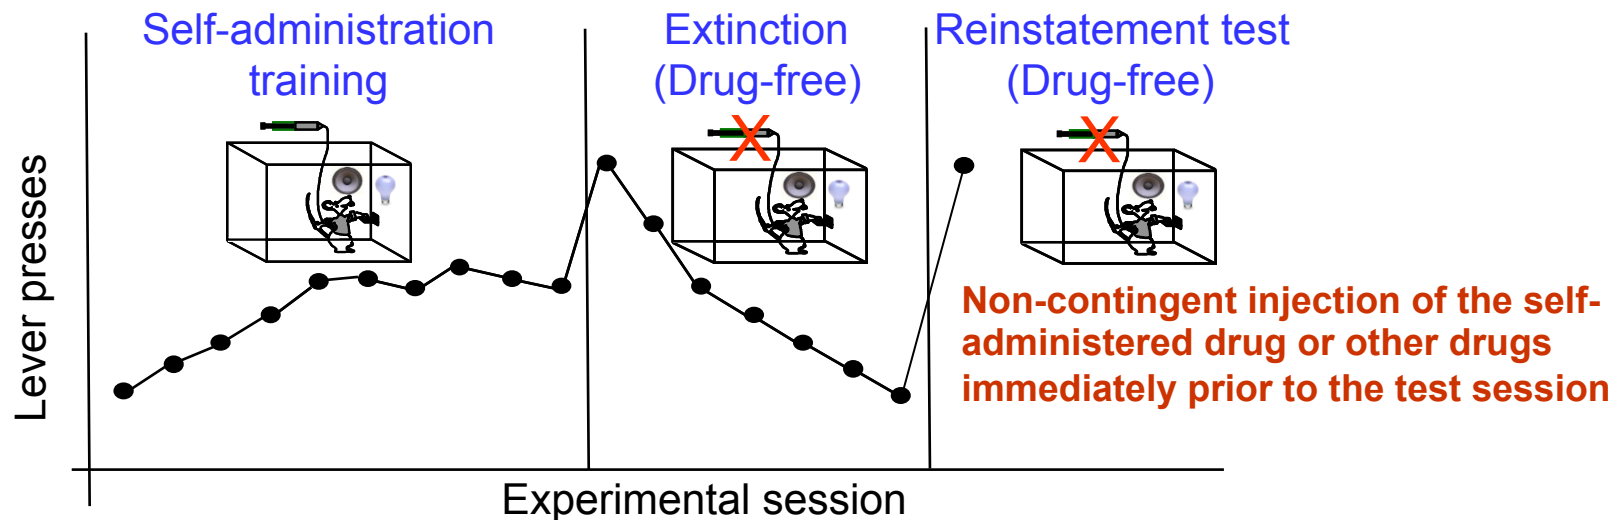 Self-administration
training
Extinction
(Drug-free)
Reinstatement test
(Drug-free)
Lever presses
Non-contingent injection of the self-
administered drug or other drugs
immediately prior to the test session
Experimental session